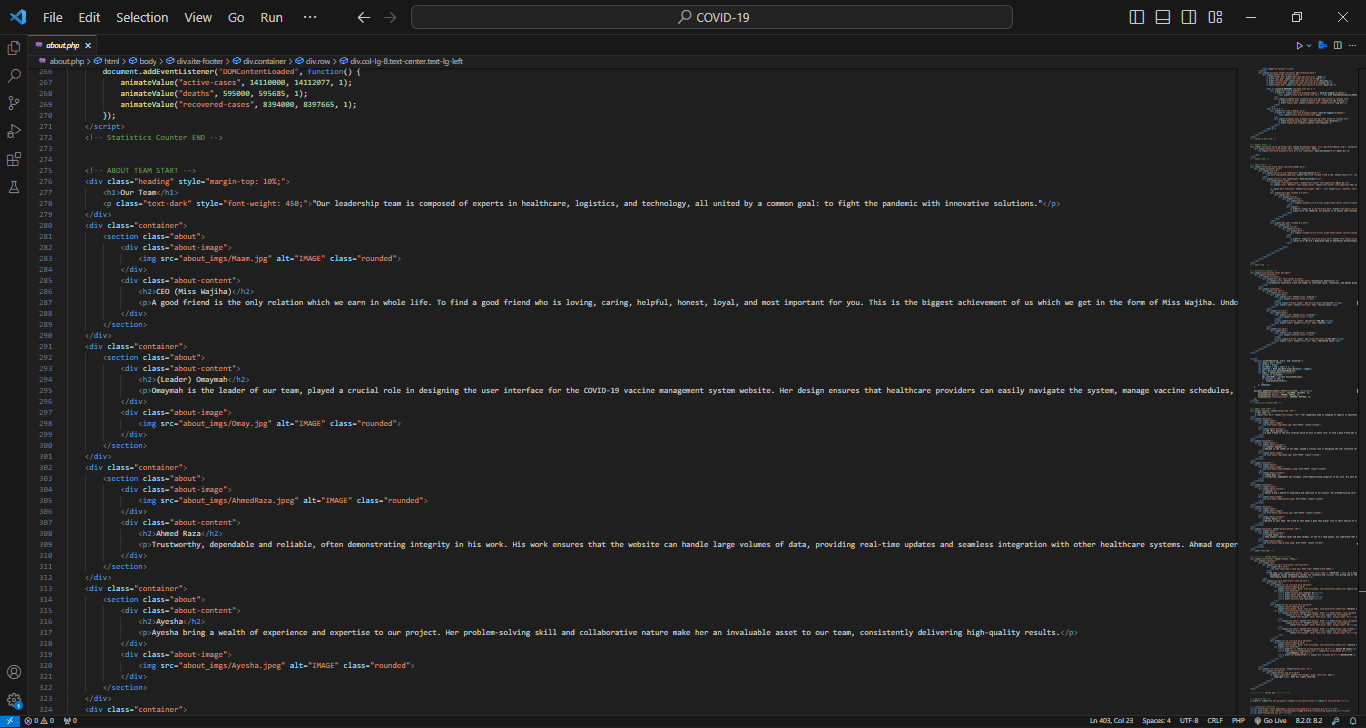 File Edit Selection View Go Run ··· COVID-19
about.php
about.php > html > body > div.site-footer > div.container > div.row > div.col-lg-8.text-center.text-lg-left
266 document.addEventListener("DOMContentLoaded", function() {
267 animateValue("active-cases", 14110000, 14112077, 1);
268 animateValue("deaths", 595000, 595685, 1);
269 animateValue("recovered-cases", 8394000, 8397665, 1);
270 });
271 </script>
272 <!-- Statistics Counter END -->
273
274
275 <!-- ABOUT TEAM START -->
276 <div class="heading" style="margin-top: 10%;">
277 <h1>Our Team</h1>
278 <p class="text-dark" style="font-weight: 450;">"Our leadership team is composed of experts in healthcare, logistics, and technology, all united by a common goal: to fight the pandemic with innovative solutions."</p>
279 </div>
280 <div class="container">
281 <section class="about">
282 <div class="about-image">
283 <img src="about_imgs/Maam.jpg" alt="IMAGE" class="rounded">
284 </div>
285 <div class="about-content">
286 <h2>CEO (Miss Wajiha)</h2>
287 <p>A good friend is the only relation which we earn in whole life. To find a good friend who is loving, caring, helpful, honest, loyal, and most important for you. This is the biggest achievement of us which we get in the form of Miss Wajiha. Undo
288 </div>
289 </section>
290 </div>
291 <div class="container">
292 <section class="about">
293 <div class="about-content">
294 <h2>(Leader) Omaymah</h2>
295 <p>Omaymah is the leader of our team, played a crucial role in designing the user interface for the COVID-19 vaccine management system website. Her design ensures that healthcare providers can easily navigate the system, manage vaccine schedules,
296 </div>
297 <div class="about-image">
298 <img src="about_imgs/Omay.jpg" alt="IMAGE" class="rounded">
299 </div>
300 </section>
301 </div>
302 <div class="container">
303 <section class="about">
304 <div class="about-image">
305 <img src="about_imgs/AhmedRaza.jpeg" alt="IMAGE" class="rounded">
306 </div>
307 <div class="about-content">
308 <h2>Ahmed Raza</h2>
309 <p>Trustworthy, dependable and reliable, often demonstrating integrity in his work. His work ensures that the website can handle large volumes of data, providing real-time updates and seamless integration with other healthcare systems. Ahmad exper
310 </div>
311 </section>
312 </div>
313 <div class="container">
314 <section class="about">
315 <div class="about-content">
316 <h2>Ayesha</h2>
317 <p>Ayesha bring a wealth of experience and expertise to our project. Her problem-solving skill and collaborative nature make her an invaluable asset to our team, consistently delivering high-quality results.</p>
318 </div>
319 <div class="about-image">
320 <img src="about_imgs/Ayesha.jpeg" alt="IMAGE" class="rounded">
321 </div>
322 </section>
323 </div>
324 <div class="container">
0 0 0 Ln 403, Col 23 Spaces: 4 UTF-8 CRLF PHP Go Live 8.2.0: 8.2